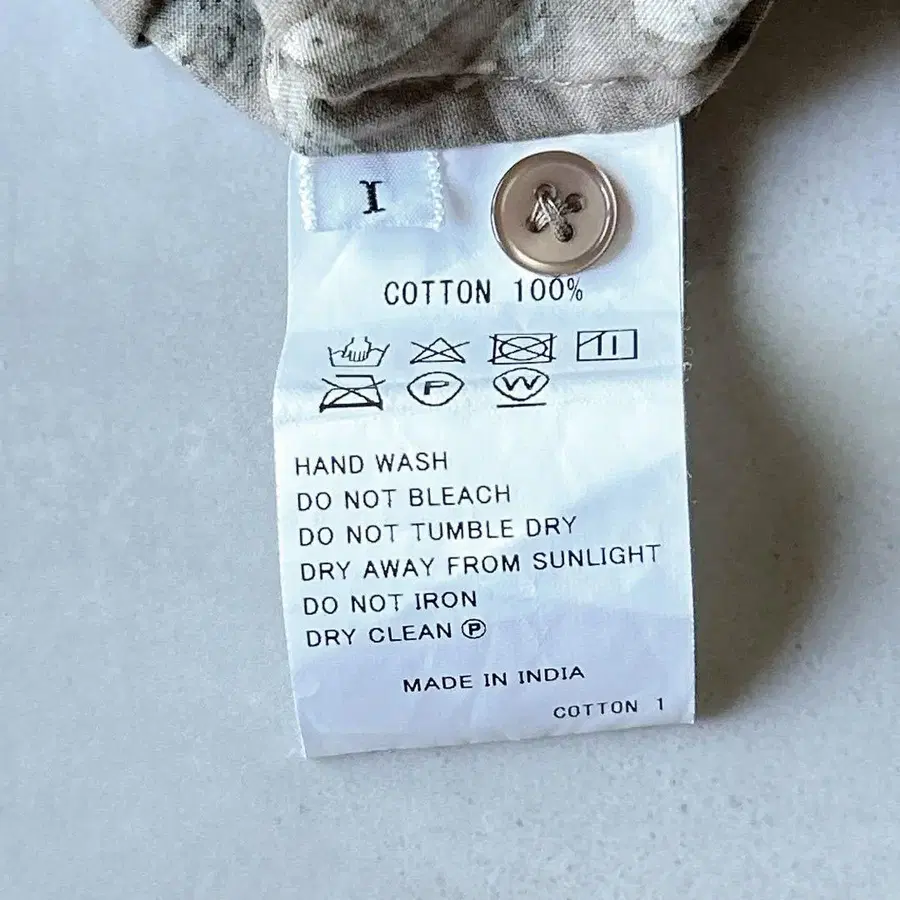 I
COTTON 100%
P W
HAND WASH
DO NOT BLEACH
DO NOT TUMBLE DRY
DRY AWAY FROM SUNLIGHT
DO NOT IRON
DRY CLEAN Ⓟ
MADE IN INDIA
COTTON 1